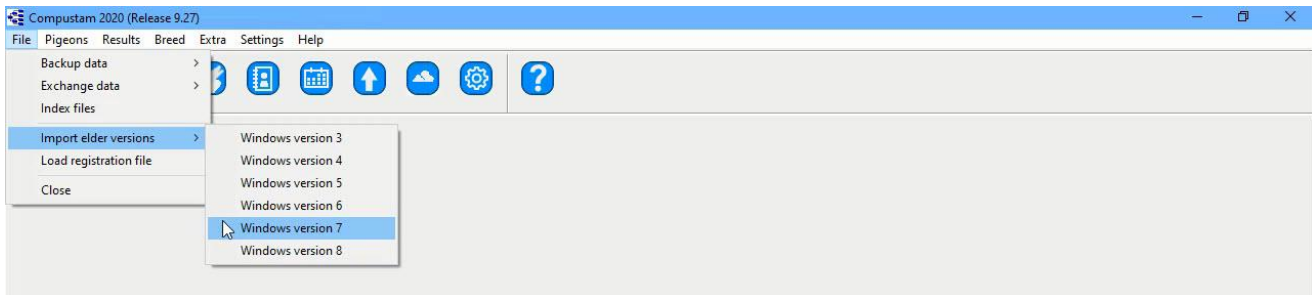 Compustam 2020 (Release 9.27)
File Pigeons Results Breed Extra Settings Help
Backup data
Exchange data
Index files
Import elder versions
Load registration file
Close
Windows version 3
Windows version 4
Windows version 5
Windows version 6
Windows version 7
Windows version 8
?